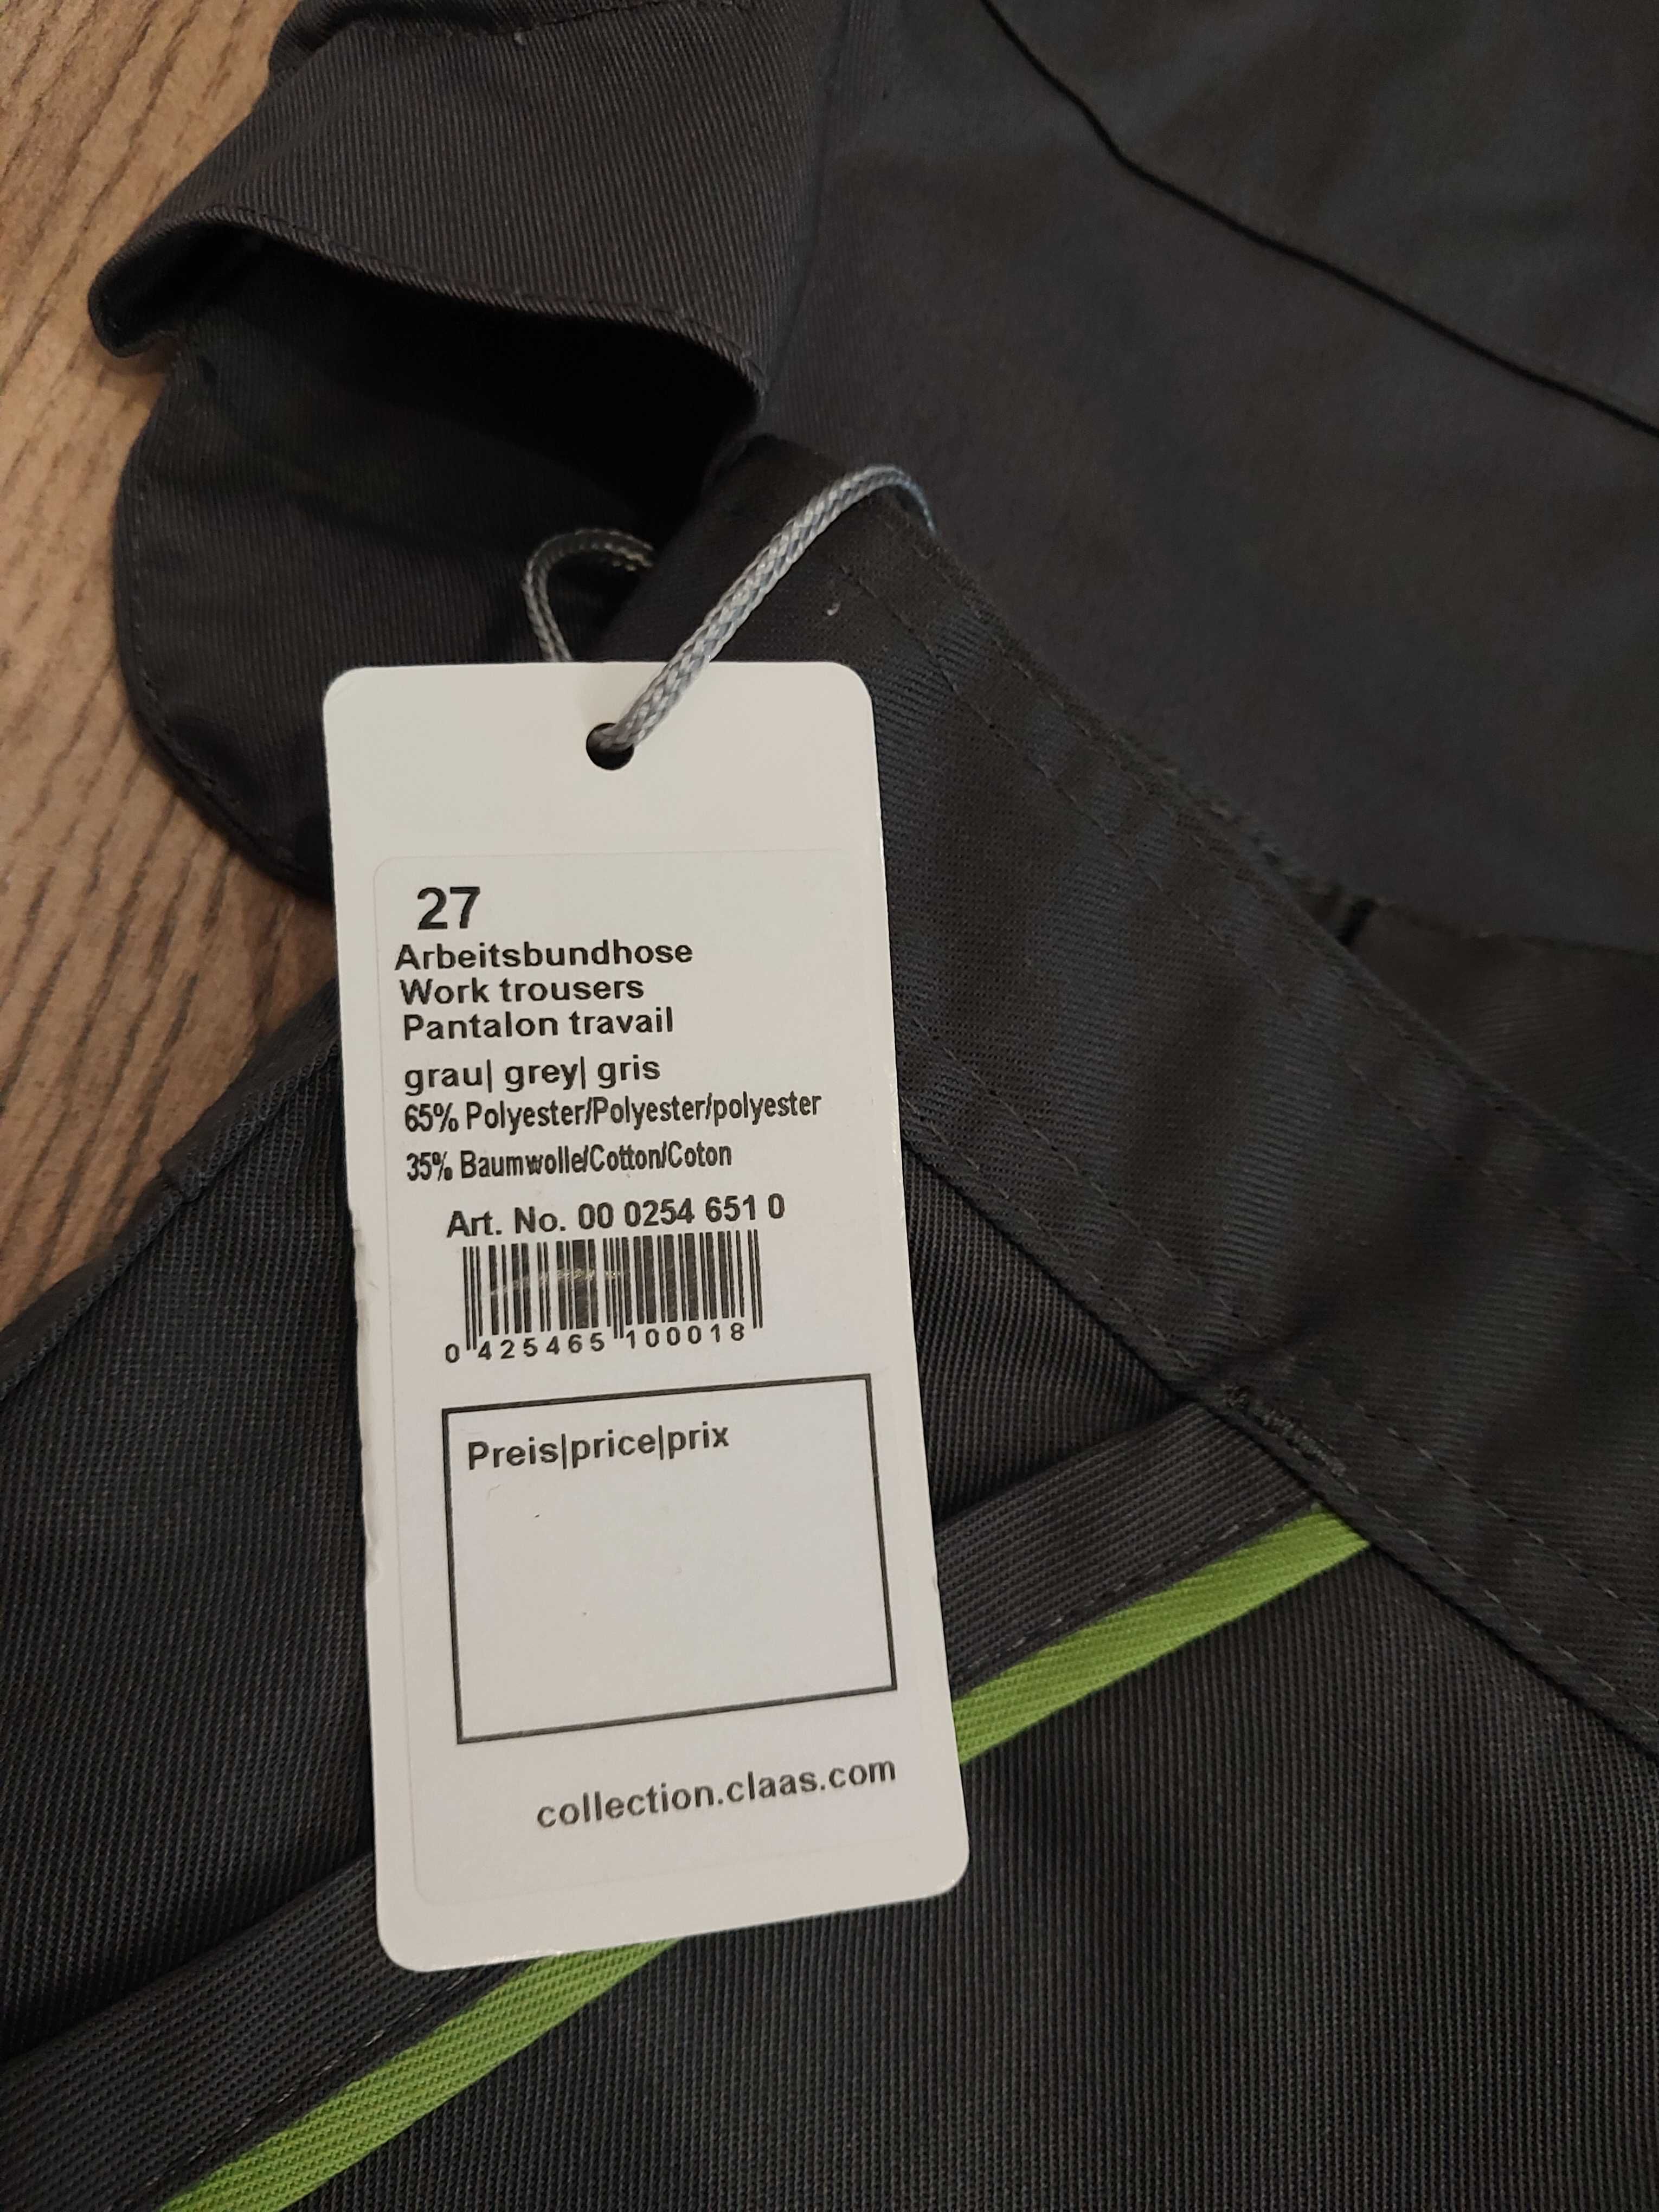 27
Arbeitsbundhose
Work trousers
Pantalon travail
grau| grey| gris
65% Polyester/Polyester/polyester
35% Baumwolle/Cotton/Coton
Art. No. 00 0254 651 0
0 425465 100018
Preis|price|prix
collection.claas.com